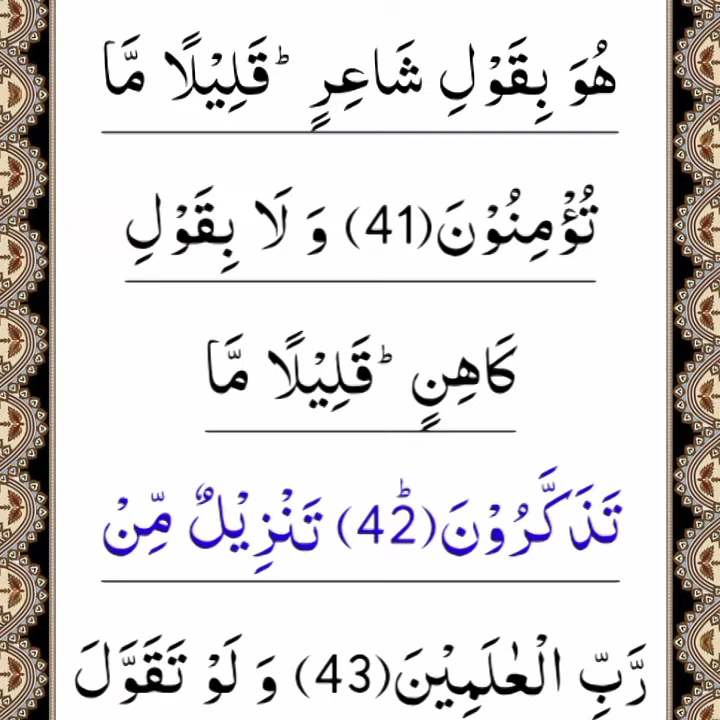 هُوَ بِقَوْلِ شَاعِرٍ ؕ قَلِیْلًا مَّا
تُؤْمِنُوْنَ(41) وَ لَا بِقَوْلِ
كَاهِنٍ ؕ قَلِیْلًا مَّا
تَذَكَّرُوْنَ(42)ؕ تَنْزِیْلٌ مِّنْ
رَّبِّ الْعٰلَمِیْنَ(43) وَ لَوْ تَقَوَّلَ